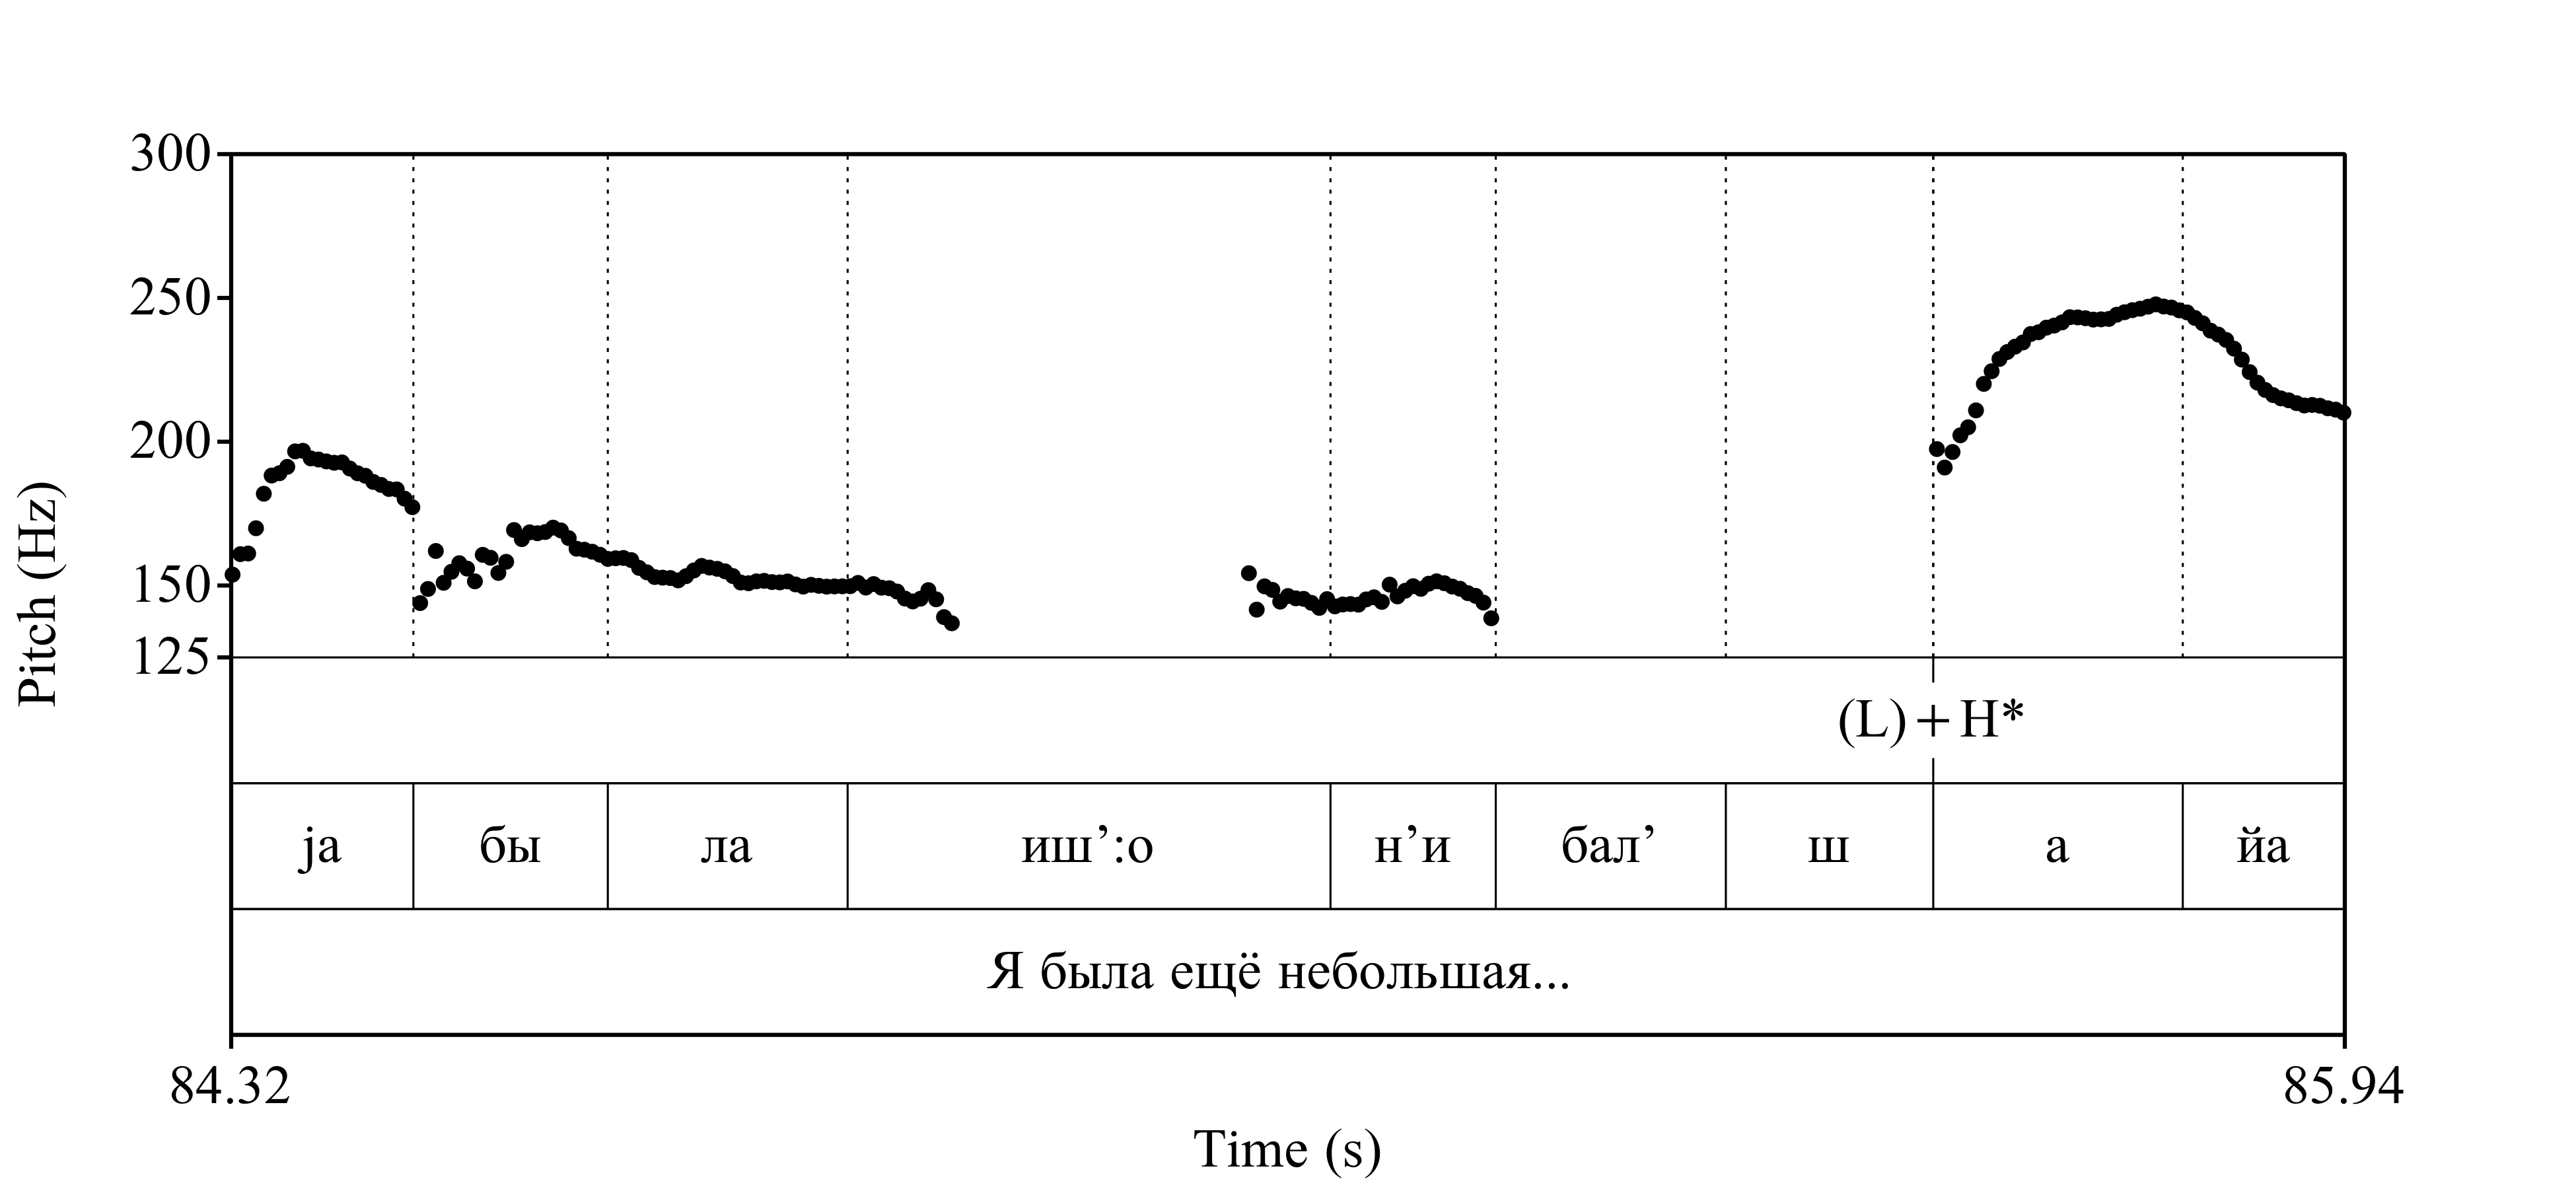 300
250
200
150
125
Pitch (Hz)
(L)+H*
ја бы ла иш’:о н’и бал’ ш а йа
Я была ещё небольшая...
84.32 85.94
Time (s)